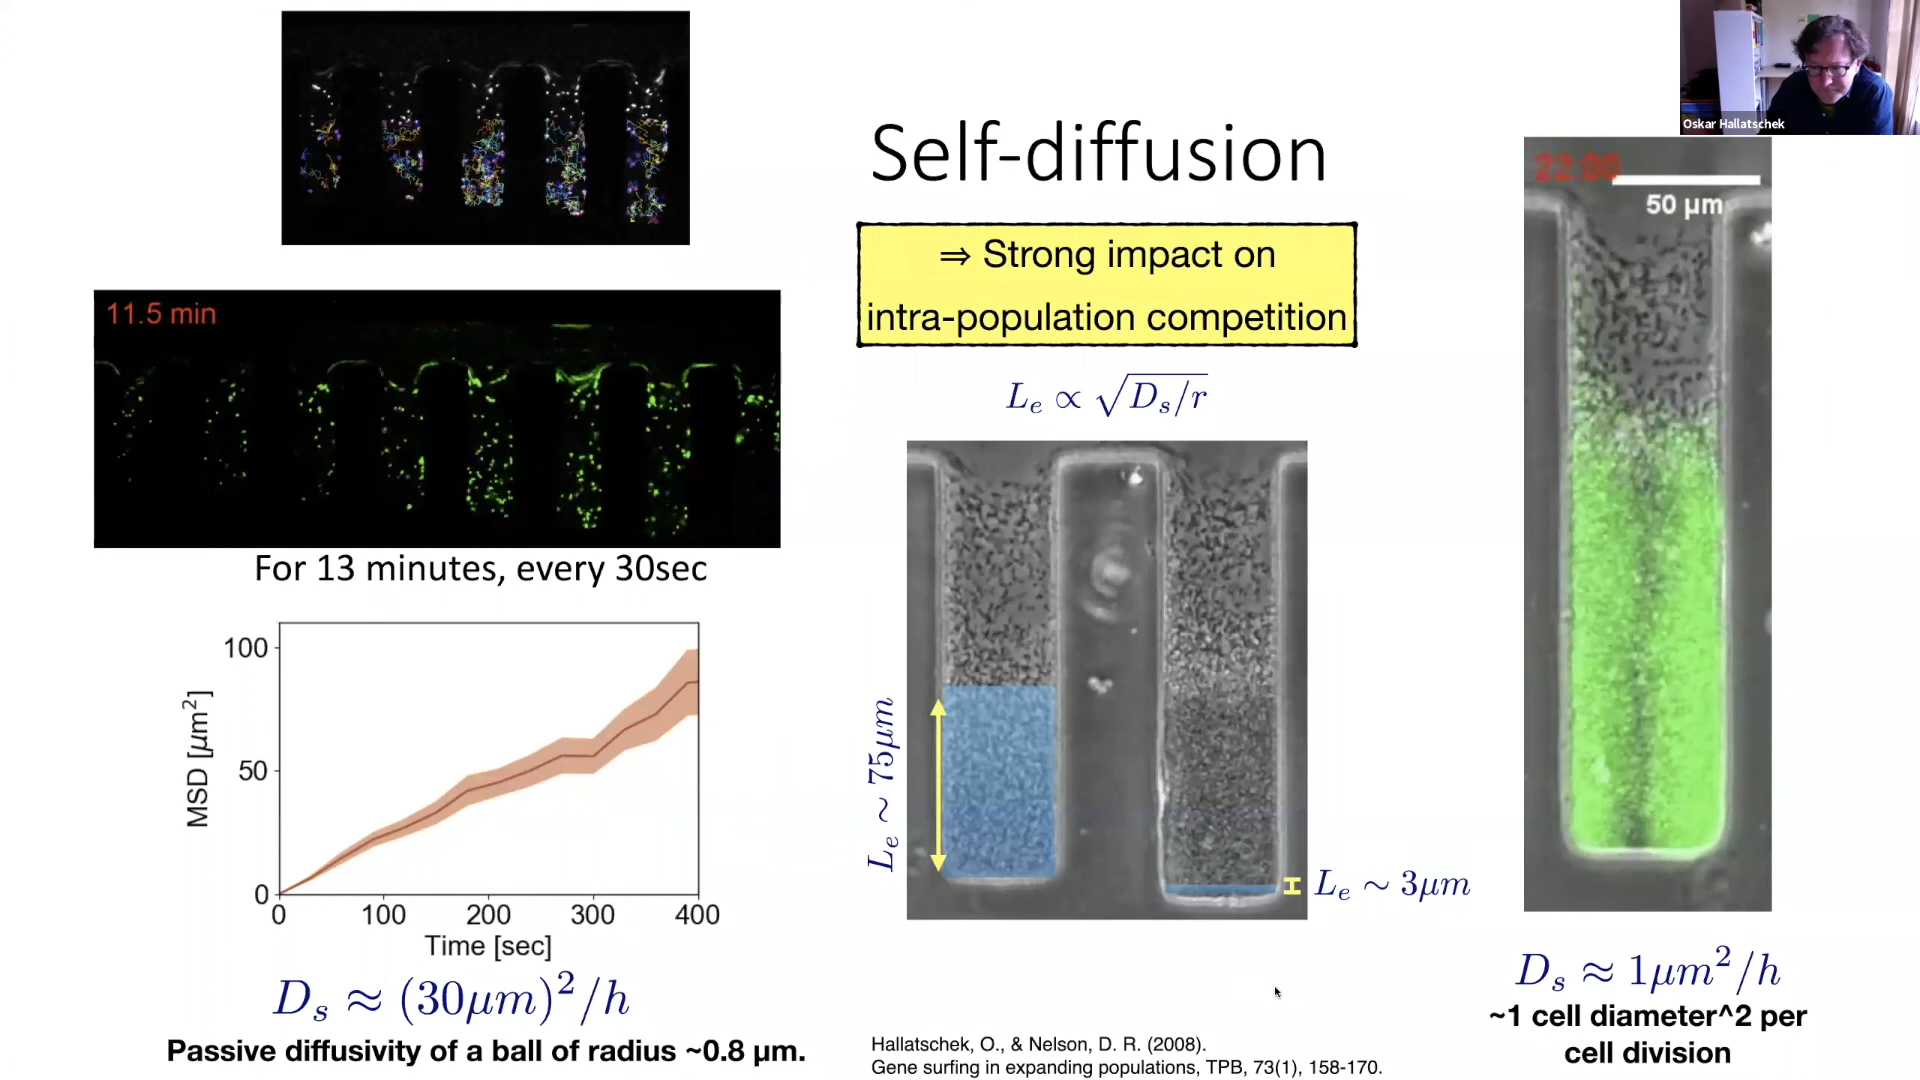 Oskar Hallatschek
Self-diffusion
⇒ Strong impact on
intra-population competition
L_e ∝ √(D_s/r)
11.5 min
For 13 minutes, every 30sec
MSD [μm²]
100
50
0
0 100 200 300 400
Time [sec]
D_s ≈ (30μm)²/h
Passive diffusivity of a ball of radius ~0.8 μm.
L_e ~ 75μm
L_e ~ 3μm
Hallatschek, O., & Nelson, D. R. (2008).
Gene surfing in expanding populations, TPB, 73(1), 158-170.
22:00
50 μm
D_s ≈ 1μm²/h
~1 cell diameter^2 per
cell division